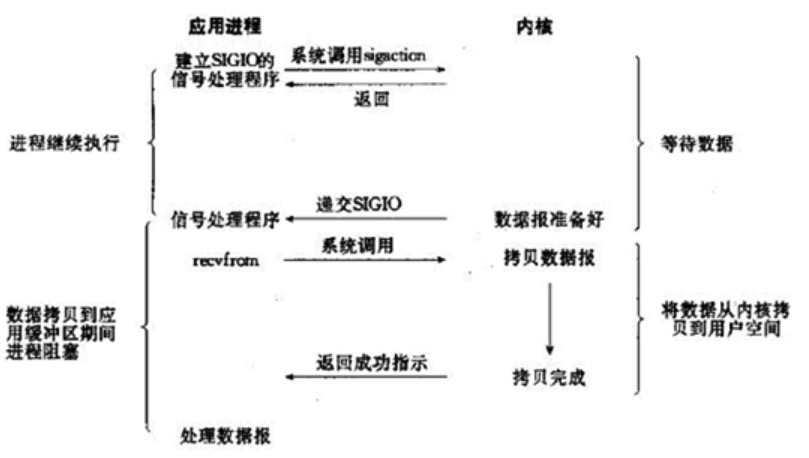 应用进程
内核
建立SIGIO的
信号处理程序
系统调用sigaction
返回
进程继续执行
等待数据
递交SIGIO
信号处理程序
数据报准备好
系统调用
recvfrom
拷贝数据报
数据拷贝到应
用缓冲区期间
进程阻塞
将数据从内核拷
贝到用户空间
返回成功指示
拷贝完成
处理数据报